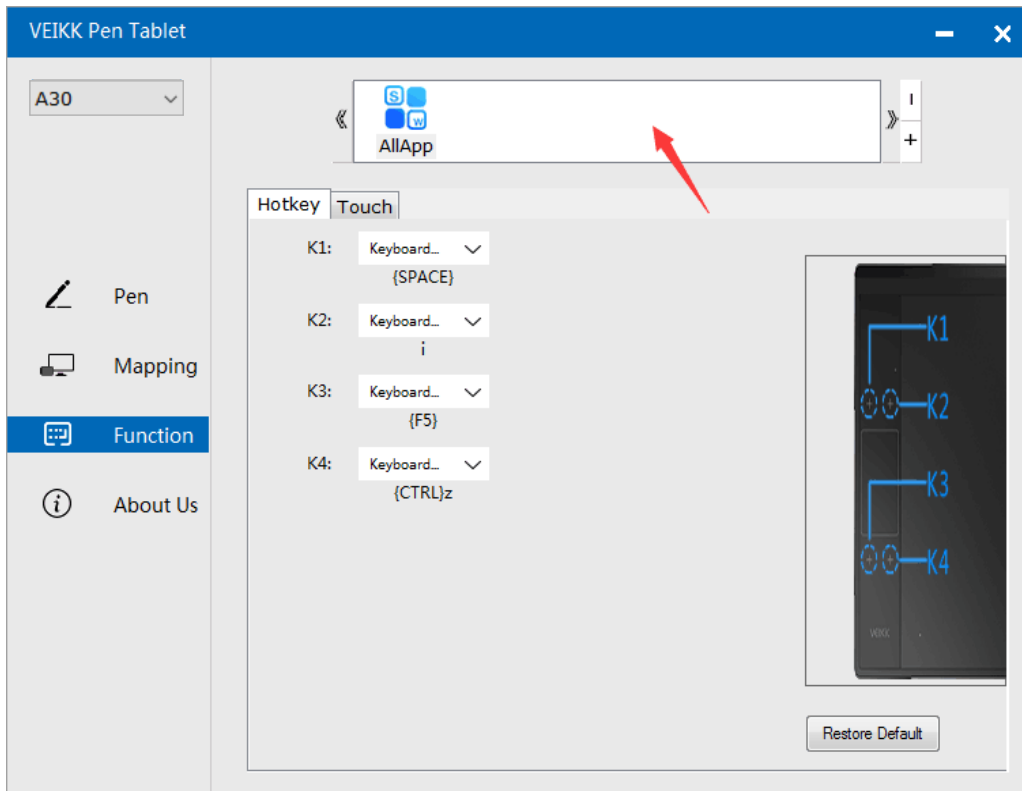 VEIKK Pen Tablet
A30
S
W
AllApp
Hotkey
Touch
K1:
Keyboard...
{SPACE}
K2:
Keyboard...
i
K3:
Keyboard...
{F5}
K4:
Keyboard...
{CTRL}z
Pen
Mapping
Function
About Us
K1
K2
K3
K4
VEIKK
Restore Default